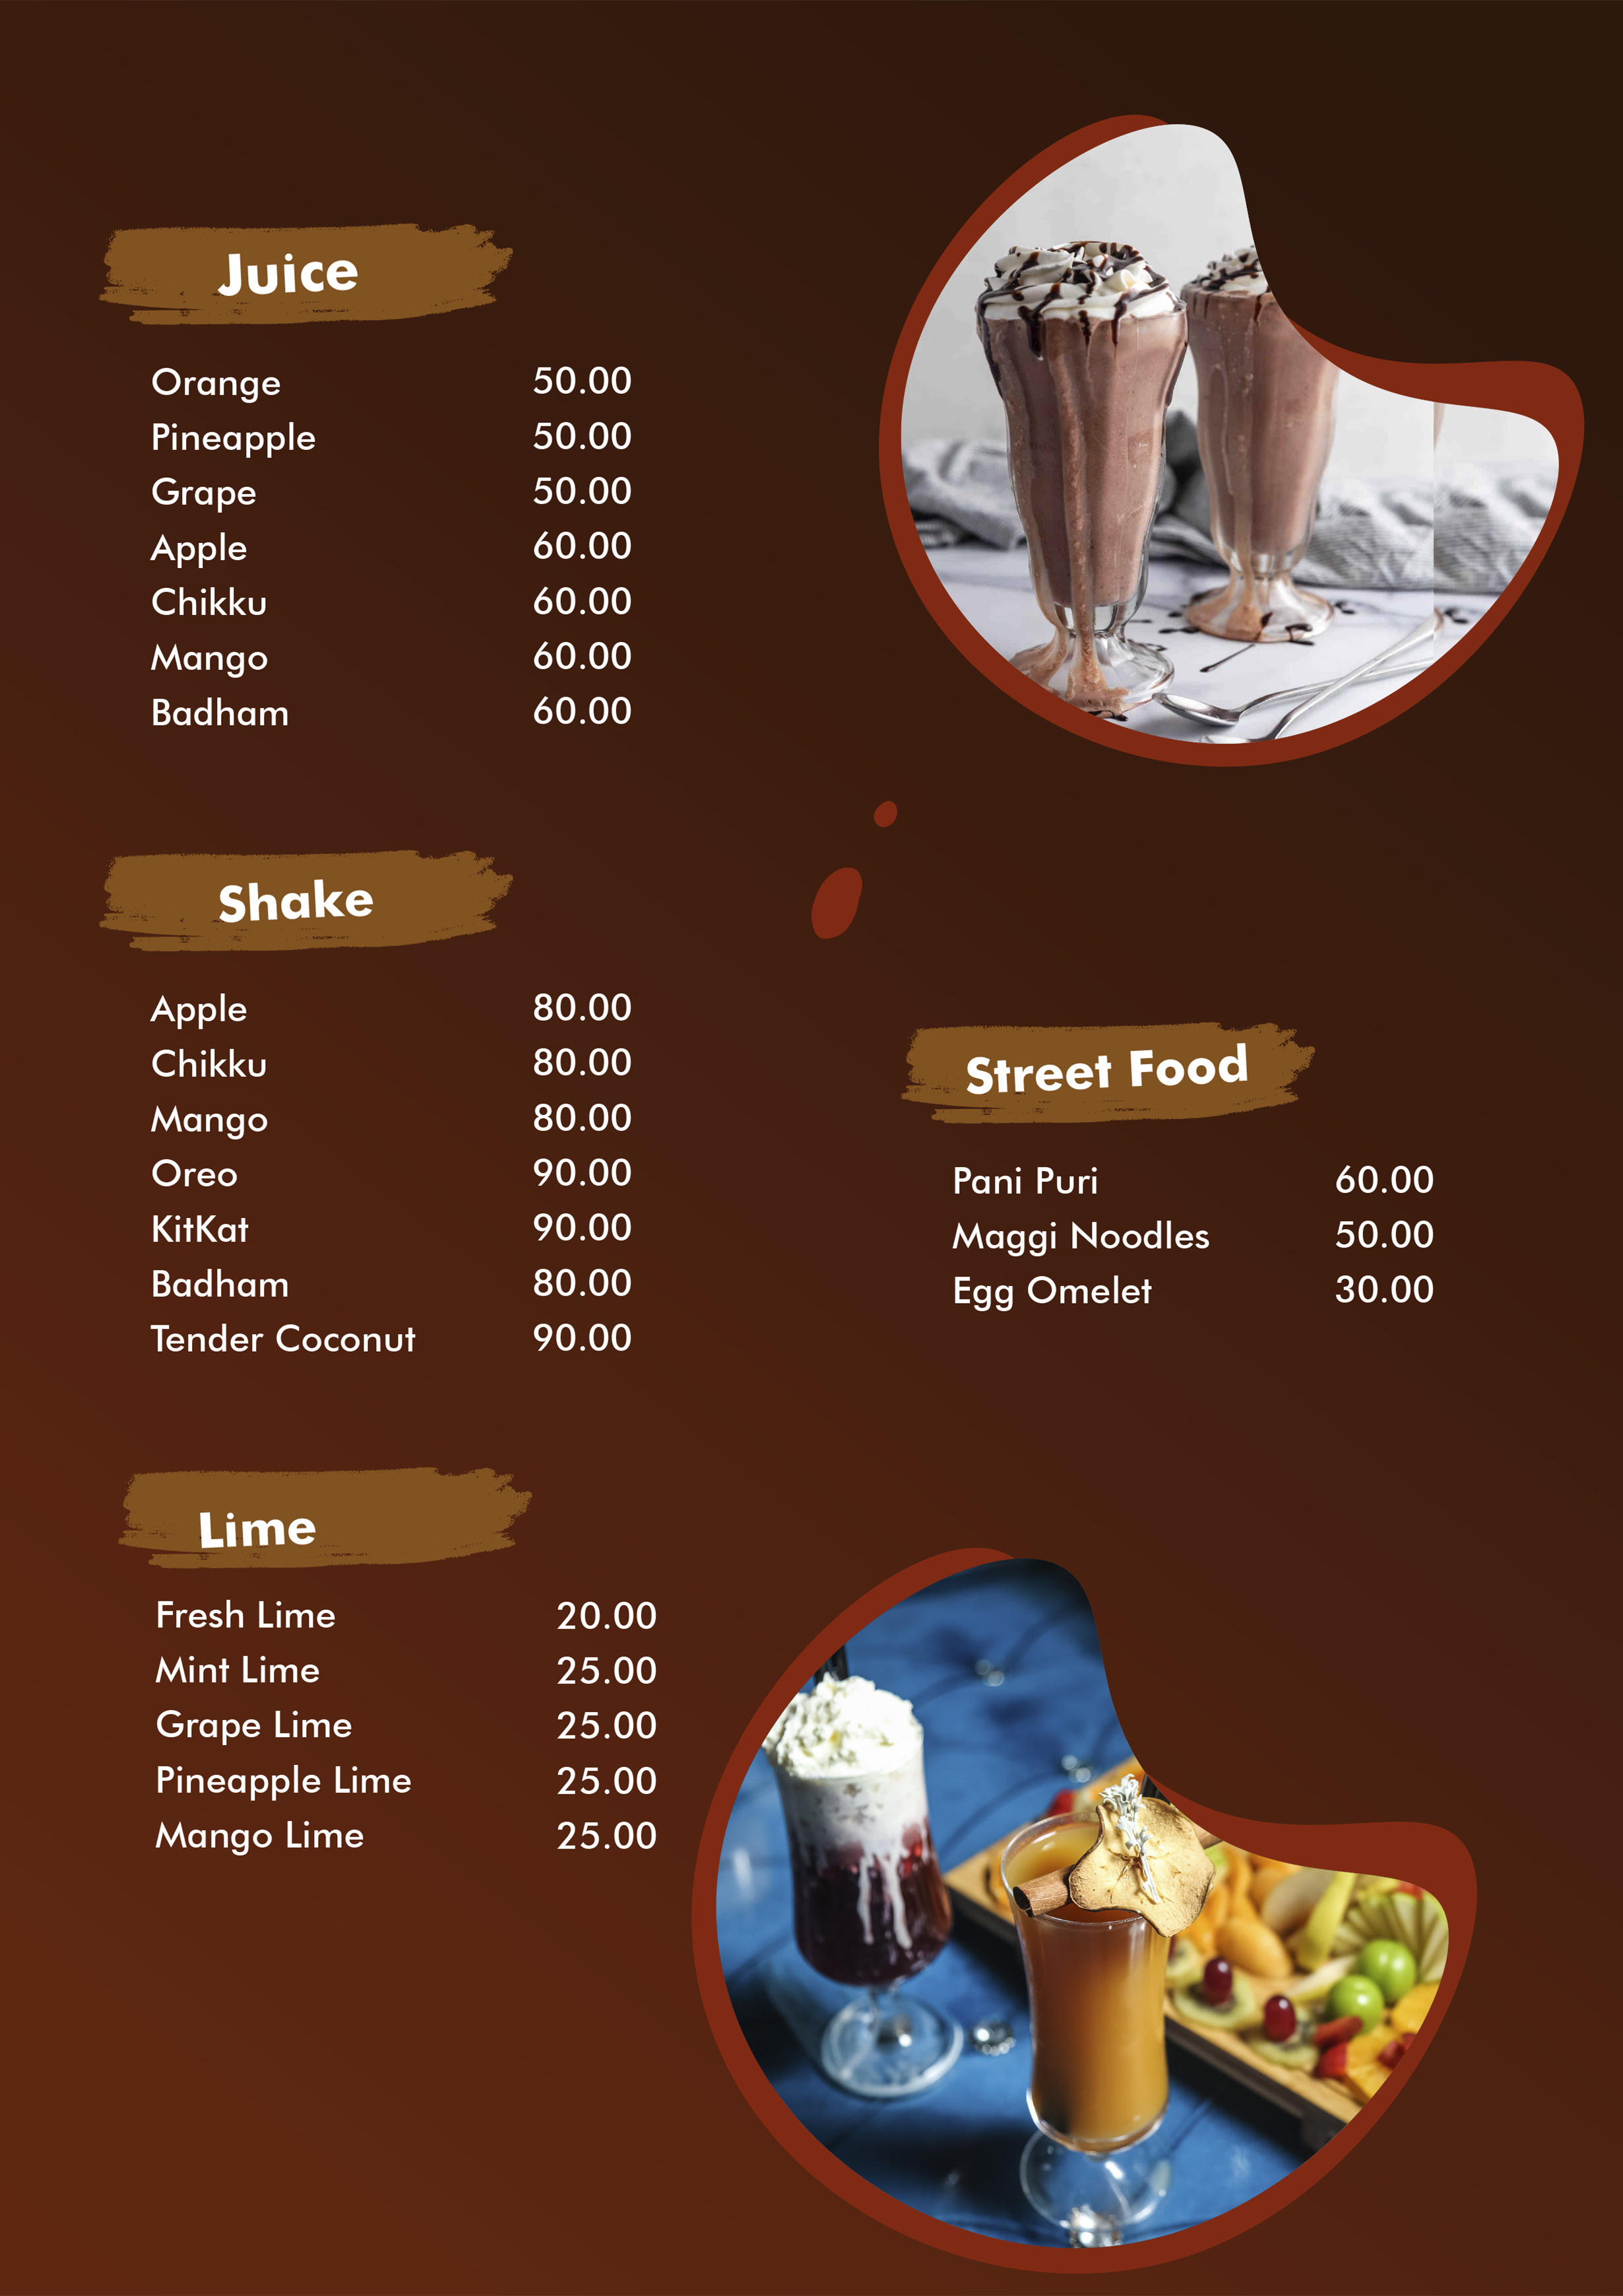 Juice
Orange 50.00
Pineapple 50.00
Grape 50.00
Apple 60.00
Chikku 60.00
Mango 60.00
Badham 60.00
Shake
Apple 80.00
Chikku 80.00
Mango 80.00
Oreo 90.00
KitKat 90.00
Badham 80.00
Tender Coconut 90.00
Lime
Fresh Lime 20.00
Mint Lime 25.00
Grape Lime 25.00
Pineapple Lime 25.00
Mango Lime 25.00
Street Food
Pani Puri 60.00
Maggi Noodles 50.00
Egg Omelet 30.00